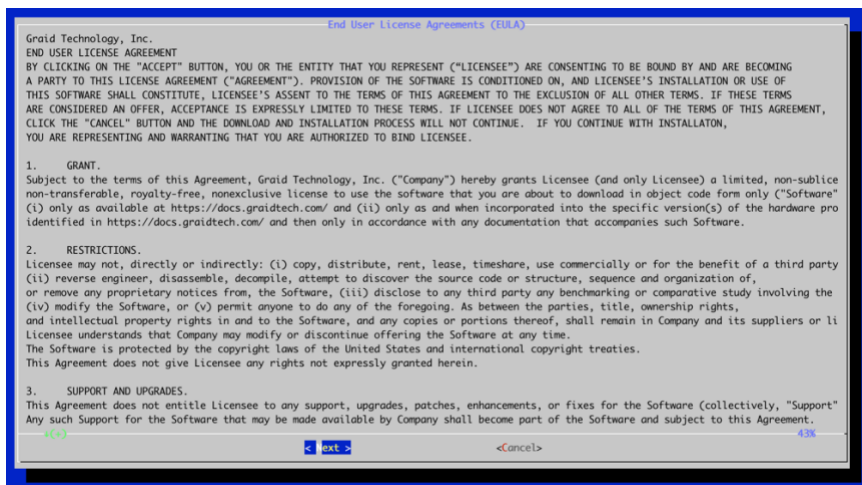 End User License Agreements (EULA)
Graid Technology, Inc.
END USER LICENSE AGREEMENT
BY CLICKING ON THE "ACCEPT" BUTTON, YOU OR THE ENTITY THAT YOU REPRESENT (“LICENSEE”) ARE CONSENTING TO BE BOUND BY AND ARE BECOMING
A PARTY TO THIS LICENSE AGREEMENT ("AGREEMENT"). PROVISION OF THE SOFTWARE IS CONDITIONED ON, AND LICENSEE’S INSTALLATION OR USE OF
THIS SOFTWARE SHALL CONSTITUTE, LICENSEE’S ASSENT TO THE TERMS OF THIS AGREEMENT TO THE EXCLUSION OF ALL OTHER TERMS. IF THESE TERMS
ARE CONSIDERED AN OFFER, ACCEPTANCE IS EXPRESSLY LIMITED TO THESE TERMS. IF LICENSEE DOES NOT AGREE TO ALL OF THE TERMS OF THIS AGREEMENT,
CLICK THE "CANCEL" BUTTON AND THE DOWNLOAD AND INSTALLATION PROCESS WILL NOT CONTINUE. IF YOU CONTINUE WITH INSTALLATON,
YOU ARE REPRESENTING AND WARRANTING THAT YOU ARE AUTHORIZED TO BIND LICENSEE.
1. GRANT.
Subject to the terms of this Agreement, Graid Technology, Inc. ("Company") hereby grants Licensee (and only Licensee) a limited, non-sublice
non-transferable, royalty-free, nonexclusive license to use the software that you are about to download in object code form only ("Software"
(i) only as available at https://docs.graidtech.com/ and (ii) only as and when incorporated into the specific version(s) of the hardware pro
identified in https://docs.graidtech.com/ and then only in accordance with any documentation that accompanies such Software.
2. RESTRICTIONS.
Licensee may not, directly or indirectly: (i) copy, distribute, rent, lease, timeshare, use commercially or for the benefit of a third party
(ii) reverse engineer, disassemble, decompile, attempt to discover the source code or structure, sequence and organization of,
or remove any proprietary notices from, the Software, (iii) disclose to any third party any benchmarking or comparative study involving the
(iv) modify the Software, or (v) permit anyone to do any of the foregoing. As between the parties, title, ownership rights,
and intellectual property rights in and to the Software, and any copies or portions thereof, shall remain in Company and its suppliers or li
Licensee understands that Company may modify or discontinue offering the Software at any time.
The Software is protected by the copyright laws of the United States and international copyright treaties.
This Agreement does not give Licensee any rights not expressly granted herein.
3. SUPPORT AND UPGRADES.
This Agreement does not entitle Licensee to any support, upgrades, patches, enhancements, or fixes for the Software (collectively, "Support"
Any such Support for the Software that may be made available by Company shall become part of the Software and subject to this Agreement.
43%
< Next > <Cancel>